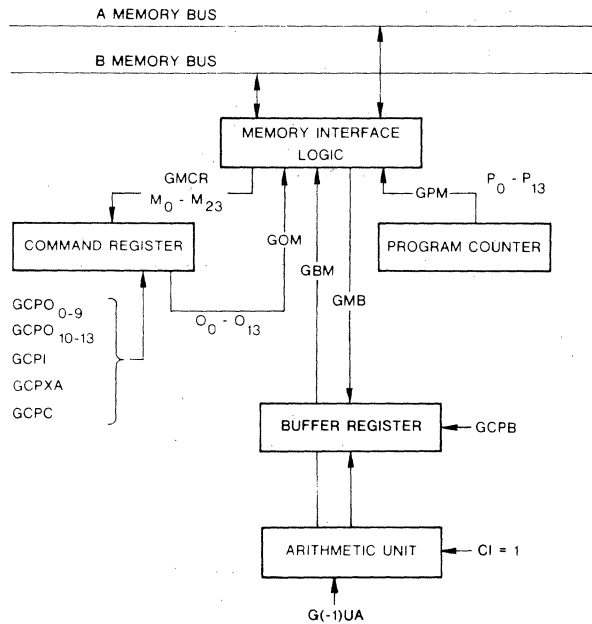 A MEMORY BUS
B MEMORY BUS
MEMORY INTERFACE
LOGIC
GMCR
M0 - M23
P0 - P13
GPM
COMMAND REGISTER
GOM
PROGRAM COUNTER
GBM
GMB
GCPO0-9
O0 - O13
GCPO10-13
GCPI
GCPXA
GCPC
BUFFER REGISTER
GCPB
ARITHMETIC UNIT
CI = 1
G(-1)UA